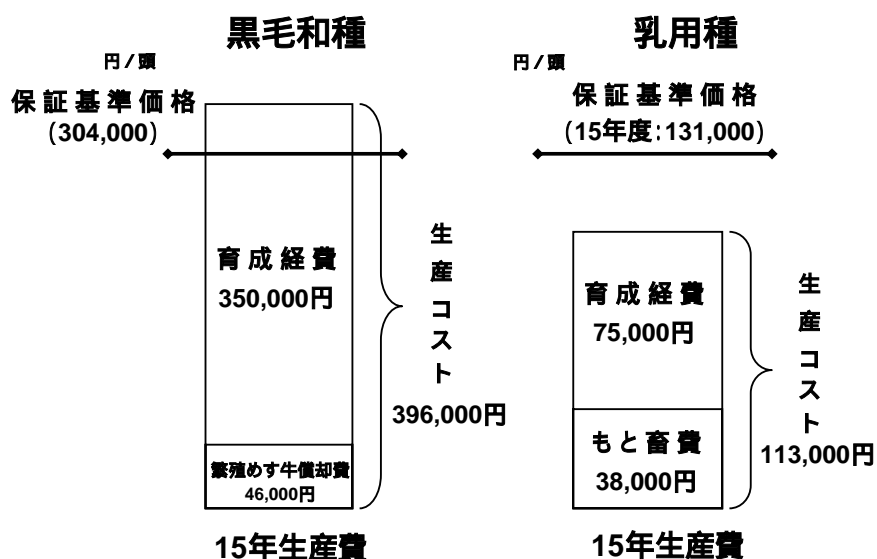 黒毛和種
円/頭
保証基準価格
(304,000)
育成経費
350,000円
繁殖めす牛償却費
46,000円
生産コスト
396,000円
15年生産費
乳用種
円/頭
保証基準価格
(15年度:131,000)
育成経費
75,000円
もと畜費
38,000円
生産コスト
113,000円
15年生産費